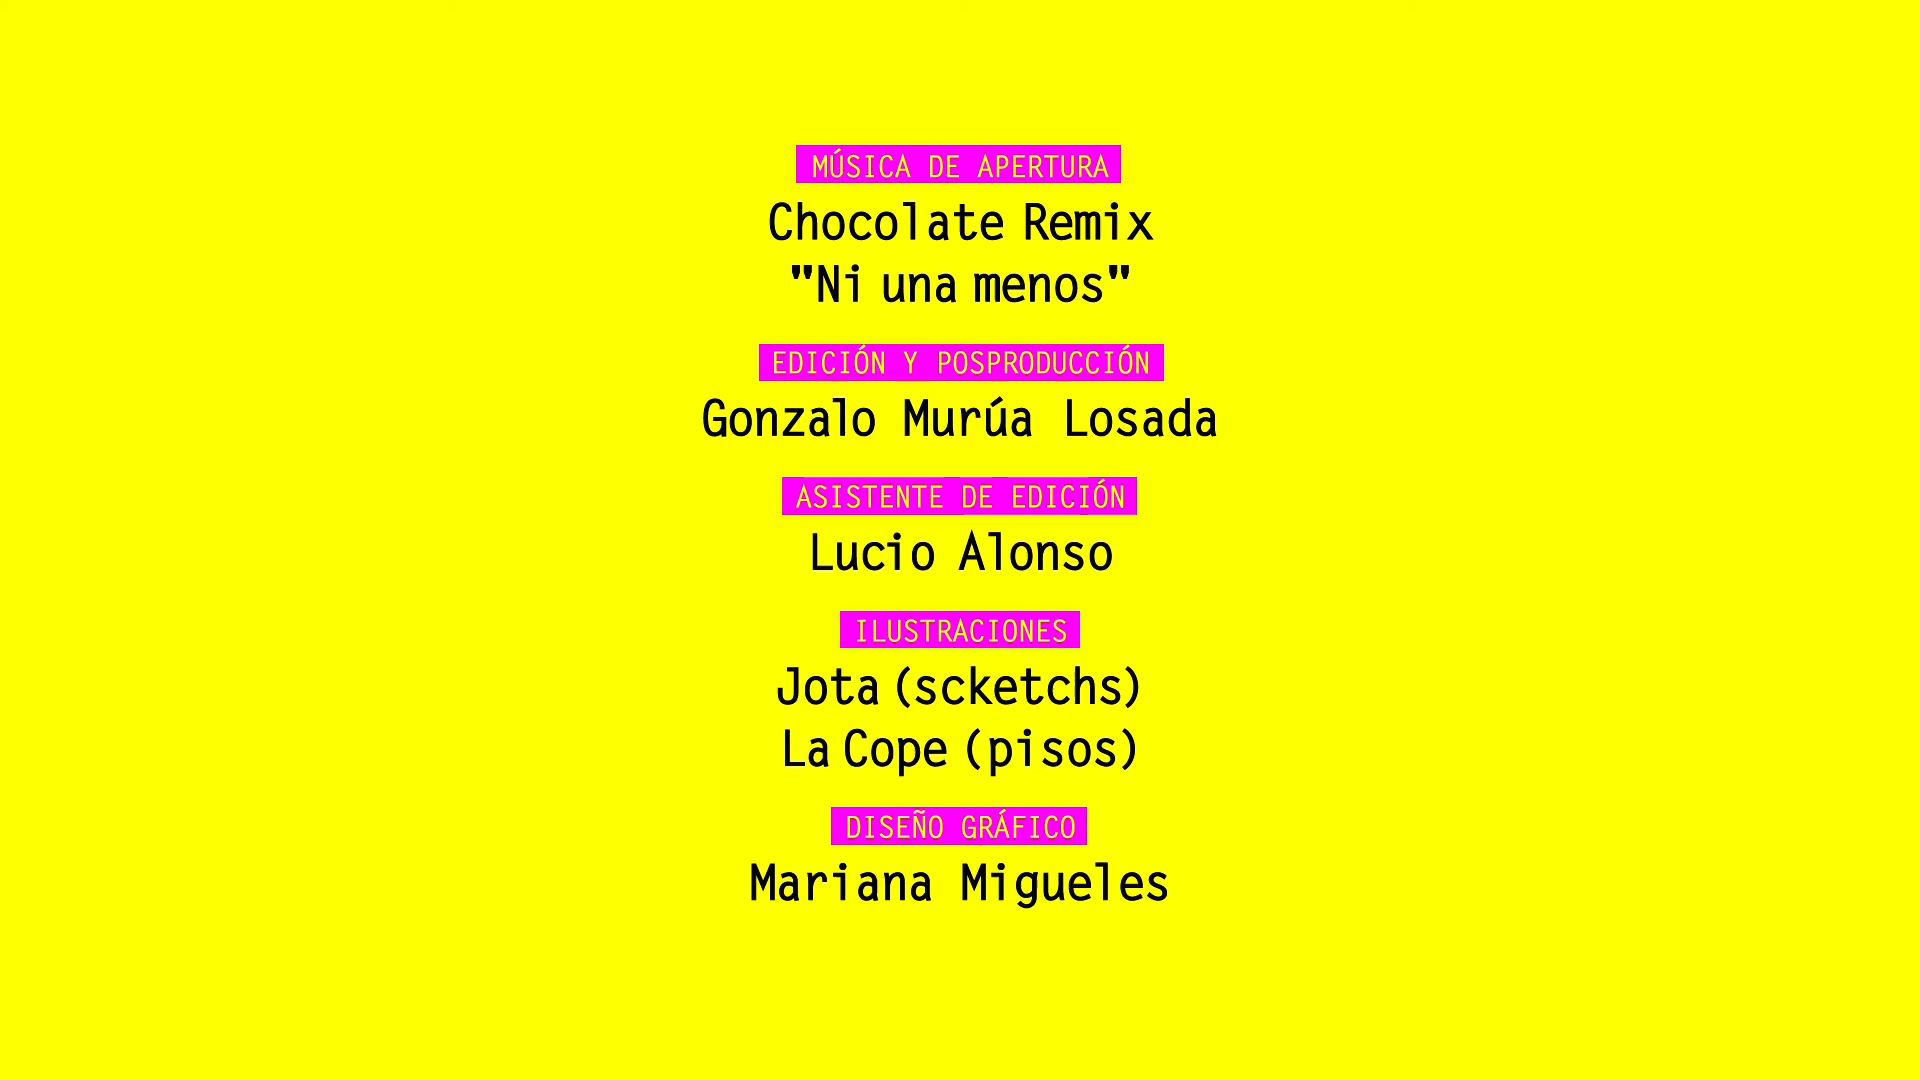 MÚSICA DE APERTURA
Chocolate Remix
"Ni una menos"
EDICIÓN Y POSPRODUCCIÓN
Gonzalo Murúa Losada
ASISTENTE DE EDICIÓN
Lucio Alonso
ILUSTRACIONES
Jota (scketchs)
La Cope (pisos)
DISEÑO GRÁFICO
Mariana Migueles